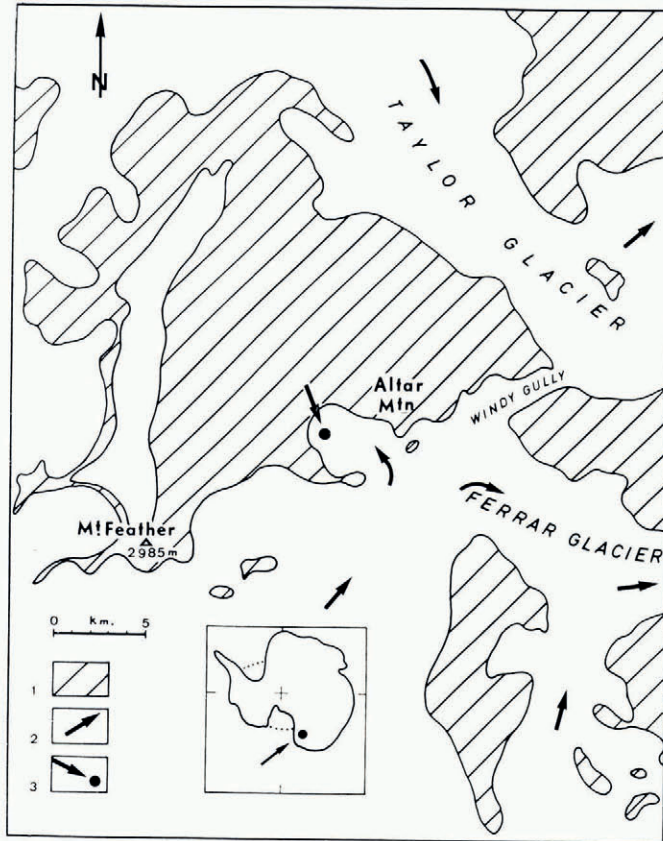 N
TAYLOR GLACIER
Altar
Mtn
WINDY GULLY
FERRAR GLACIER
Mt Feather
2985m
0 km. 5
1
2
3